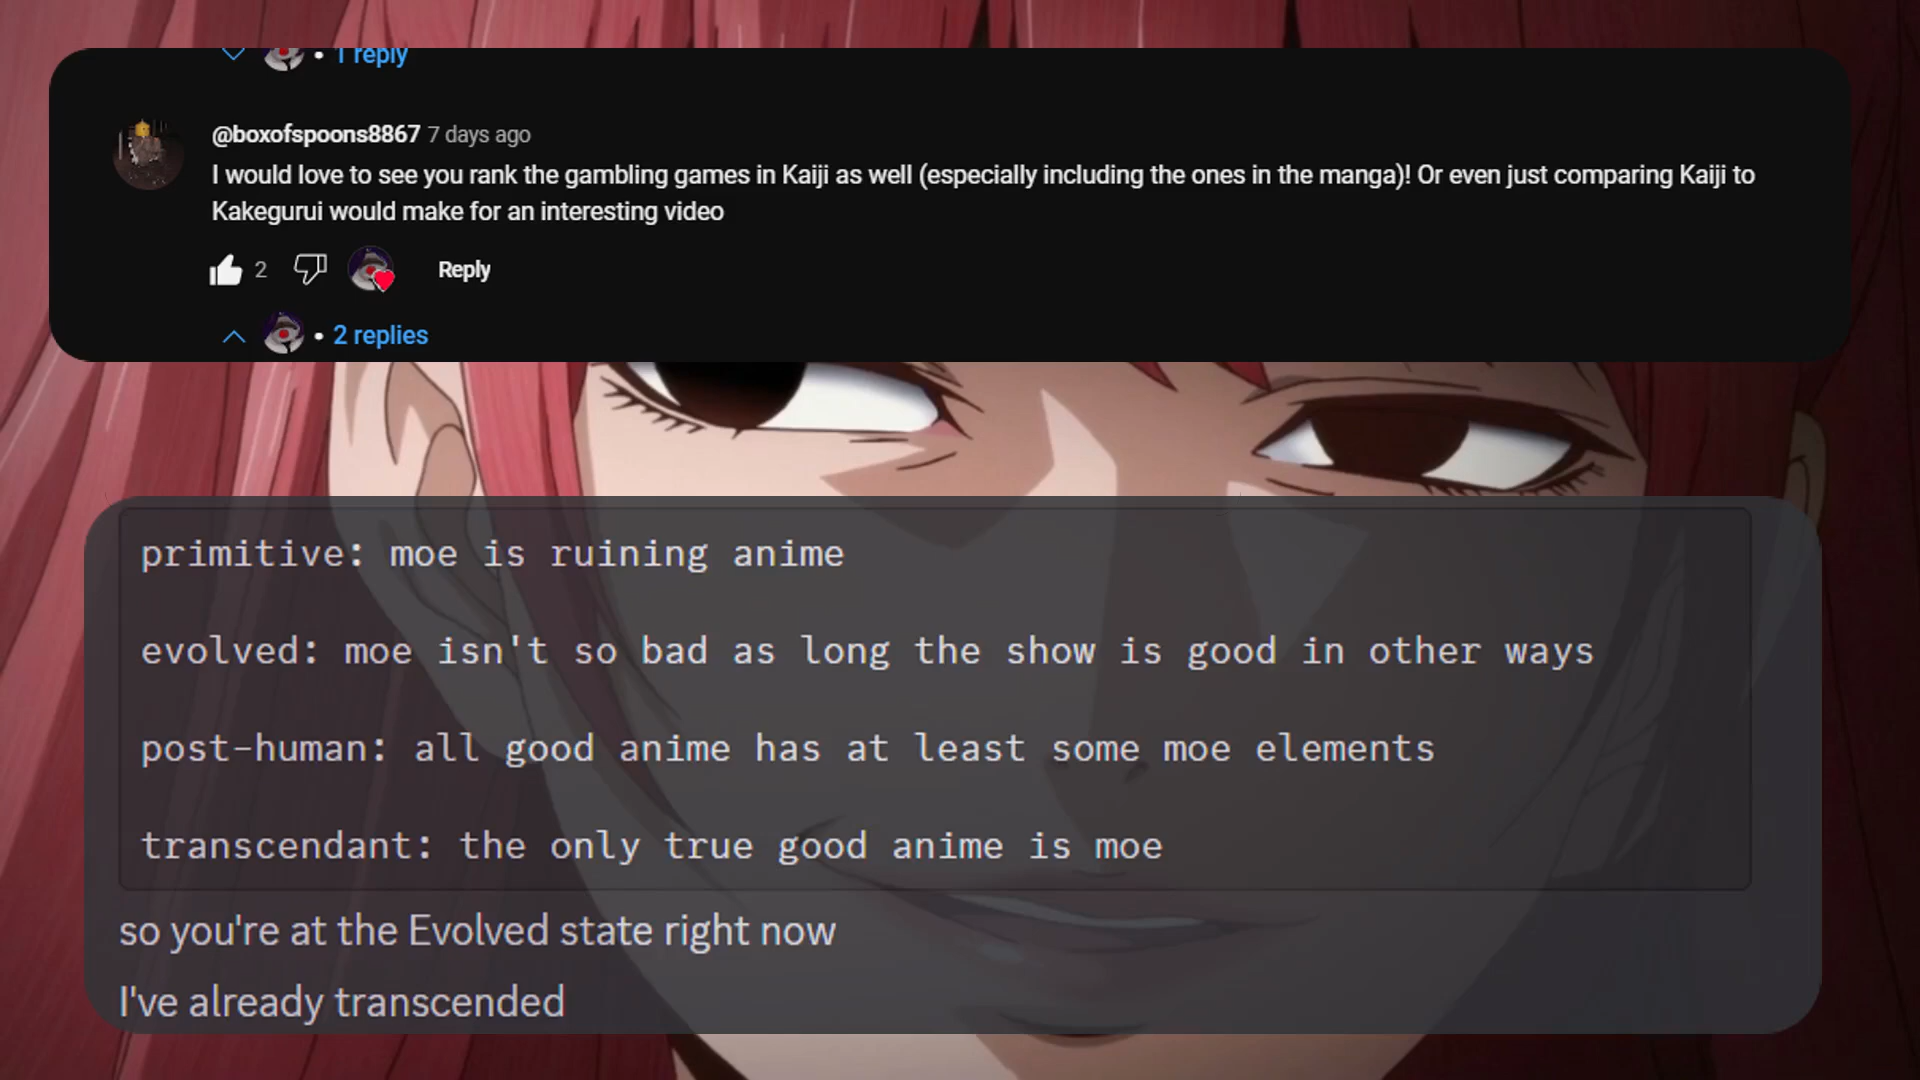 • 1 reply
@boxofspoons8867 7 days ago
I would love to see you rank the gambling games in Kaiji as well (especially including the ones in the manga)! Or even just comparing Kaiji to
Kakegurui would make for an interesting video
2 Reply
• 2 replies
primitive: moe is ruining anime
evolved: moe isn't so bad as long the show is good in other ways
post-human: all good anime has at least some moe elements
transcendant: the only true good anime is moe
so you're at the Evolved state right now
I've already transcended